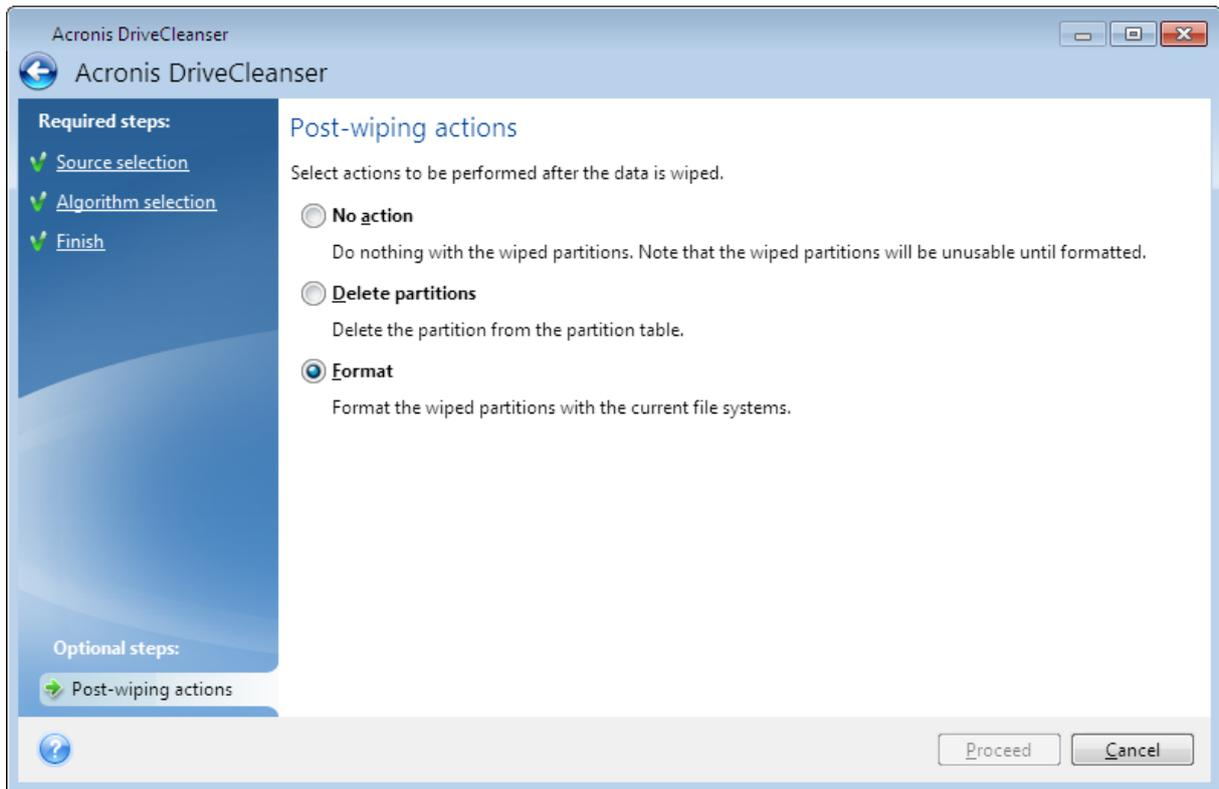 Acronis DriveCleanser
Acronis DriveCleanser
Required steps:
Source selection
Algorithm selection
Finish
Optional steps:
Post-wiping actions
Post-wiping actions
Select actions to be performed after the data is wiped.
No action
Do nothing with the wiped partitions. Note that the wiped partitions will be unusable until formatted.
Delete partitions
Delete the partition from the partition table.
Format
Format the wiped partitions with the current file systems.
?
Proceed
Cancel